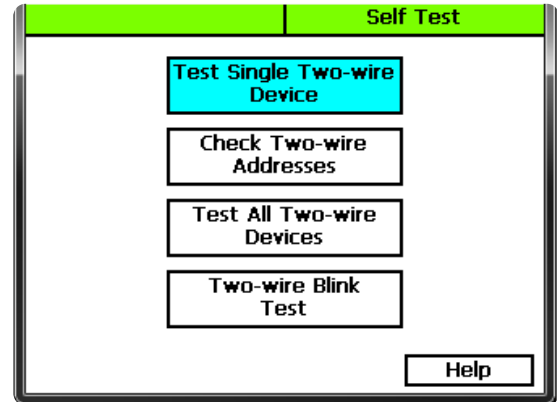 Self Test
Test Single Two-wire
Device
Check Two-wire
Addresses
Test All Two-wire
Devices
Two-wire Blink
Test
Help